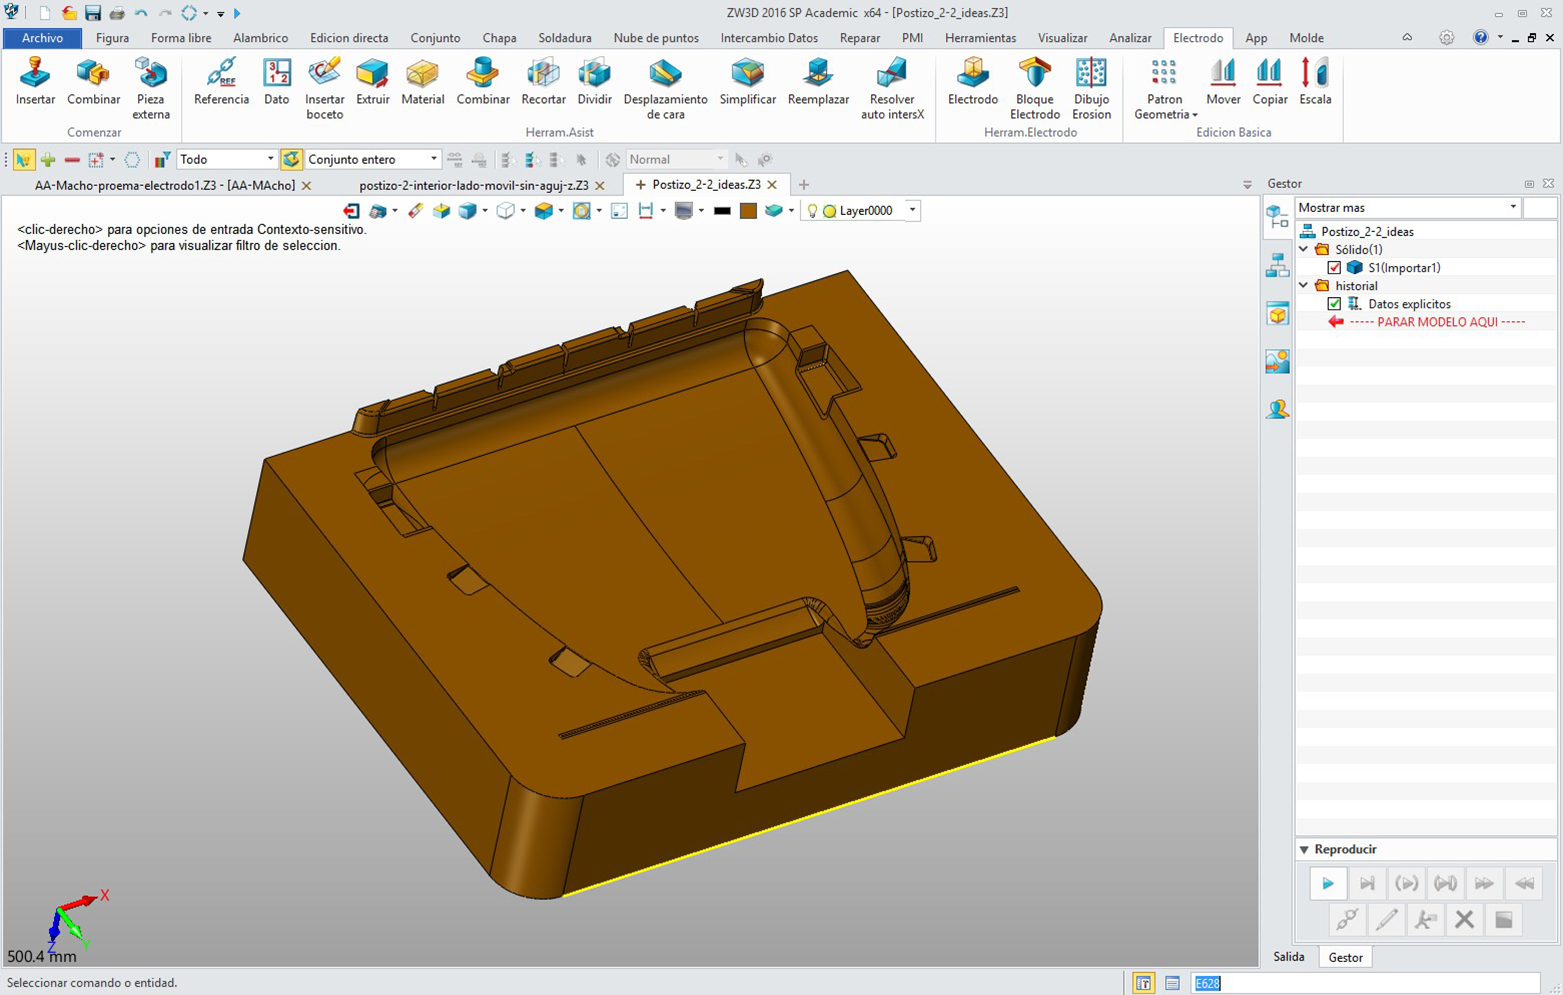 ZW3D 2016 SP Academic  x64 - [Postizo_2-2_ideas.Z3]
Archivo Figura Forma libre Alambrico Edicion directa Conjunto Chapa Soldadura Nube de puntos Intercambio Datos Reparar PMI Herramientas Visualizar Analizar Electrodo App Molde
Insertar Combinar Pieza externa Referencia Dato Insertar boceto Extruir Material Combinar Recortar Dividir Desplazamiento de cara Simplificar Reemplazar Resolver auto intersX Electrodo Bloque Electrodo Dibujo Erosion Patron Geometria Mover Copiar Escala
Comenzar Herram.Asist Herram.Electrodo Edicion Basica
Todo Conjunto entero Normal
AA-Macho-proema-electrodo1.Z3 - [AA-MAcho] postizo-2-interior-lado-movil-sin-aguj-z.Z3 Postizo_2-2_ideas.Z3 Gestor
Layer0000
<clic-derecho> para opciones de entrada Contexto-sensitivo.
<Mayus-clic-derecho> para visualizar filtro de seleccion.
Mostrar mas
Postizo_2-2_ideas
Sólido(1)
S1(Importar1)
historial
Datos explicitos
----- PARAR MODELO AQUI -----
Reproducir
X
Y
Z
500.4 mm
Salida Gestor
Seleccionar comando o entidad.
E628